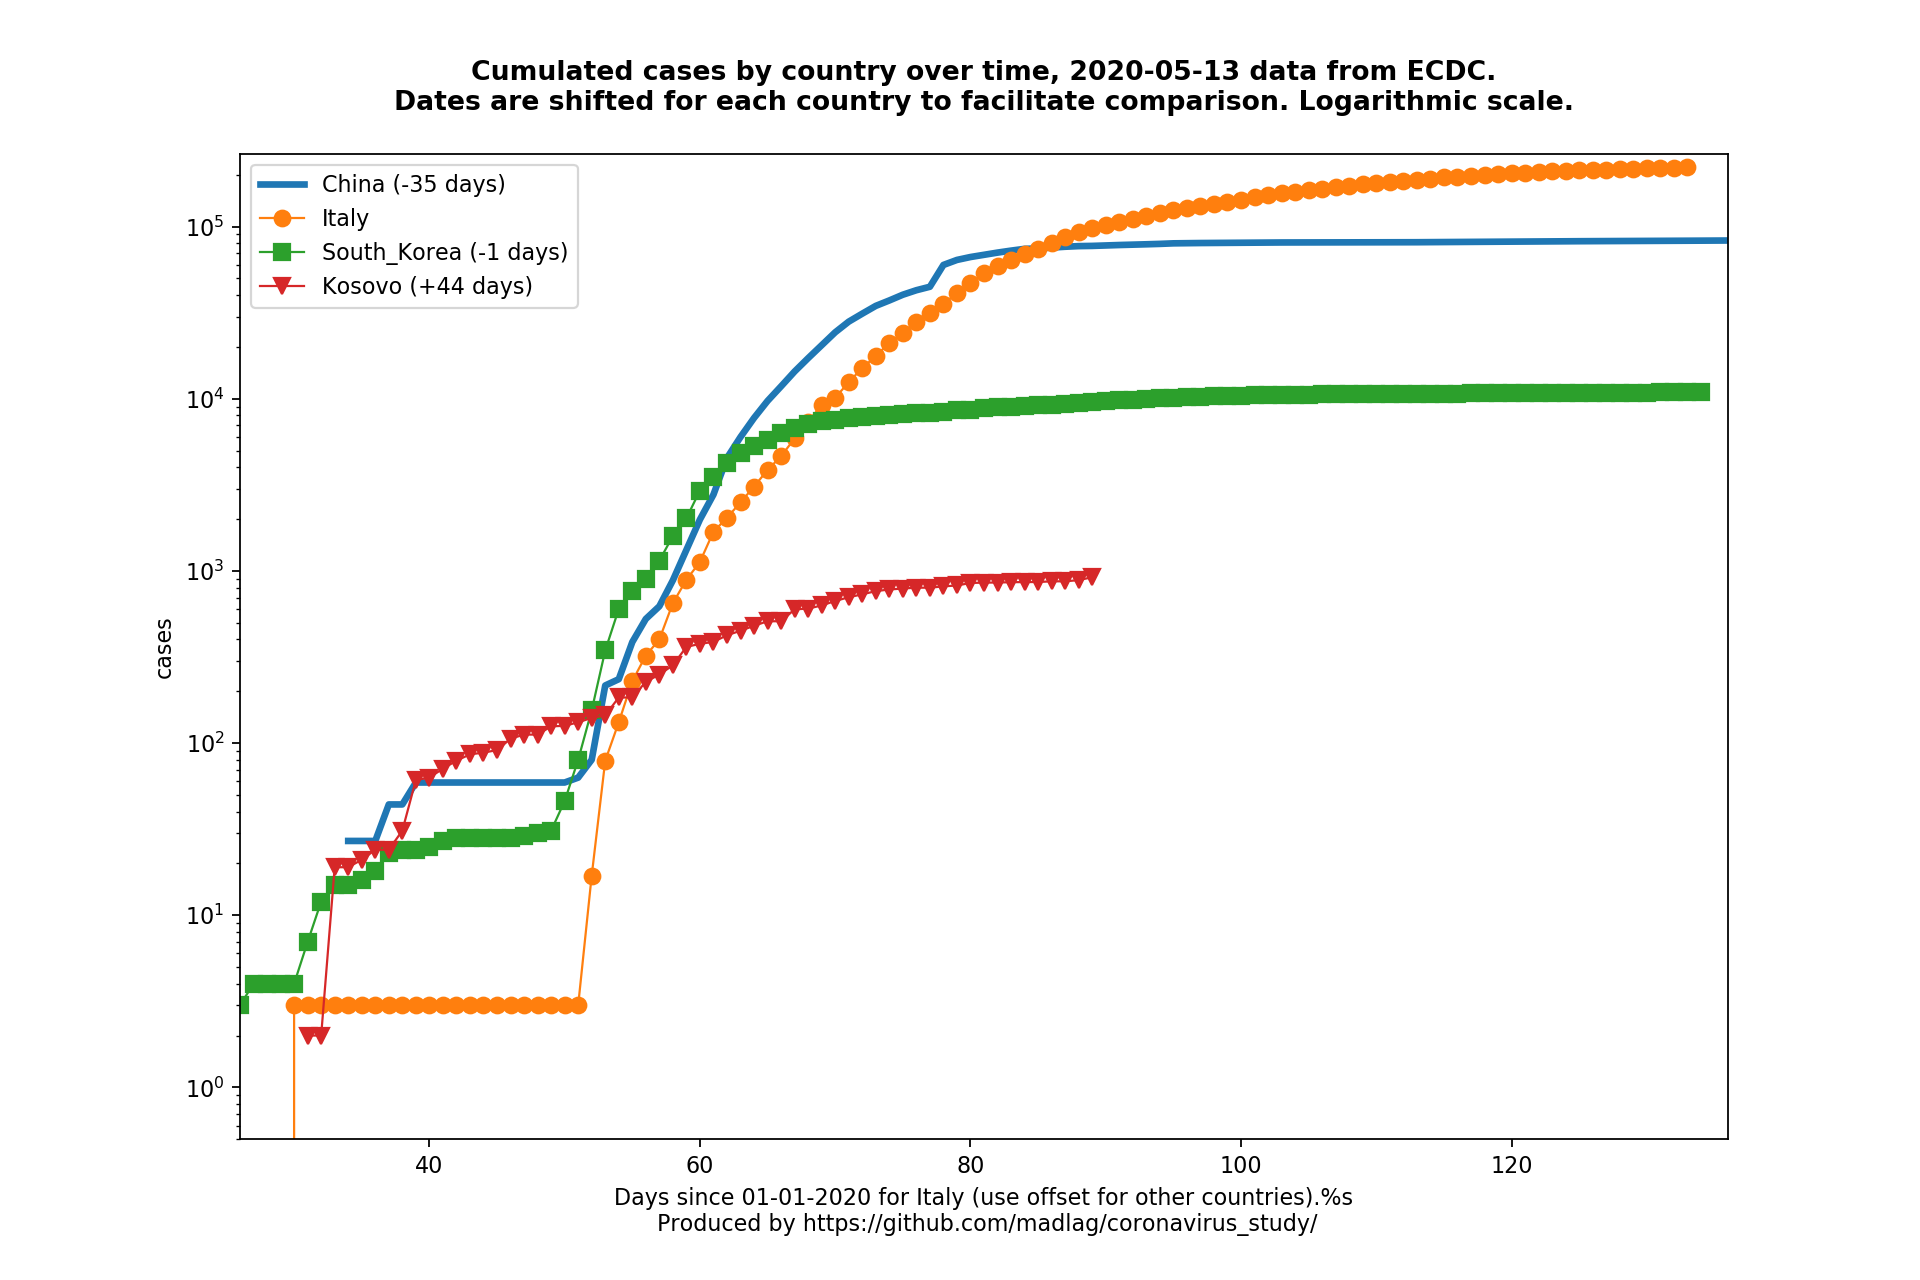 Cumulated cases by country over time, 2020-05-13 data from ECDC.
Dates are shifted for each country to facilitate comparison. Logarithmic scale.
China (-35 days)
Italy
South_Korea (-1 days)
Kosovo (+44 days)
10^5
10^4
10^3
10^2
10^1
10^0
cases
40 60 80 100 120
Days since 01-01-2020 for Italy (use offset for other countries).%s
Produced by https://github.com/madlag/coronavirus_study/